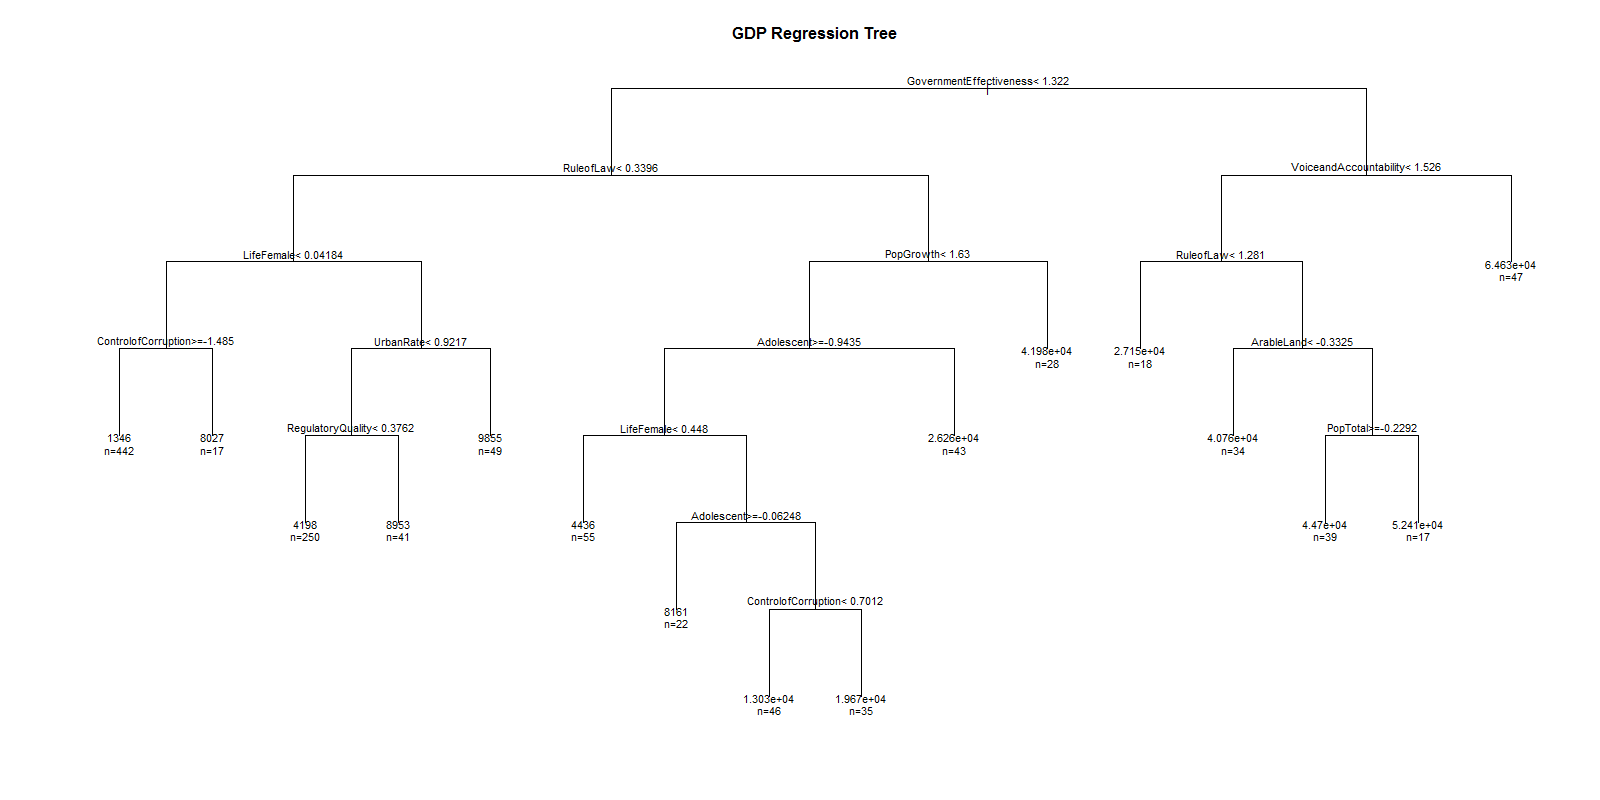 GDP Regression Tree
GovernmentEffectiveness< 1.322
RuleofLaw< 0.3396
VoiceandAccountability< 1.526
LifeFemale< 0.04184
PopGrowth< 1.63
RuleofLaw< 1.281
6.463e+04
n=47
ControlofCorruption>=-1.485
UrbanRate< 0.9217
Adolescent>=-0.9435
4.198e+04
n=28
2.715e+04
n=18
ArableLand< -0.3325
1346
n=442
8027
n=17
RegulatoryQuality< 0.3762
9855
n=49
LifeFemale< 0.448
2.626e+04
n=43
4.076e+04
n=34
PopTotal>=-0.2292
4198
n=250
8953
n=41
4436
n=55
Adolescent>=-0.06248
4.47e+04
n=39
5.241e+04
n=17
8161
n=22
ControlofCorruption< 0.7012
1.303e+04
n=46
1.967e+04
n=35